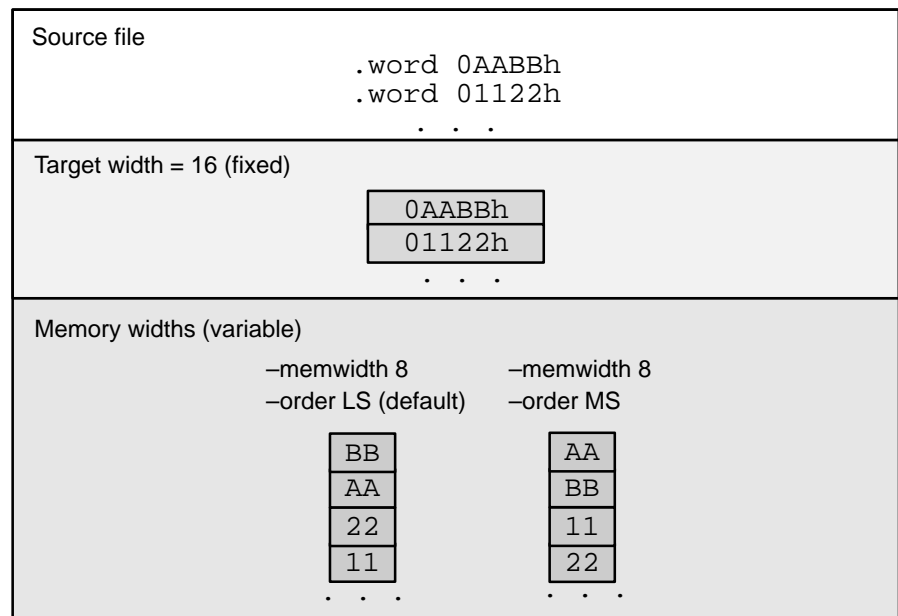 Source file
.word 0AABBh
.word 01122h
. . .
Target width = 16 (fixed)
0AABBh
01122h
. . .
Memory widths (variable)
–memwidth 8 –memwidth 8
–order LS (default) –order MS
BB AA
AA BB
22 11
11 22
. . . . . .